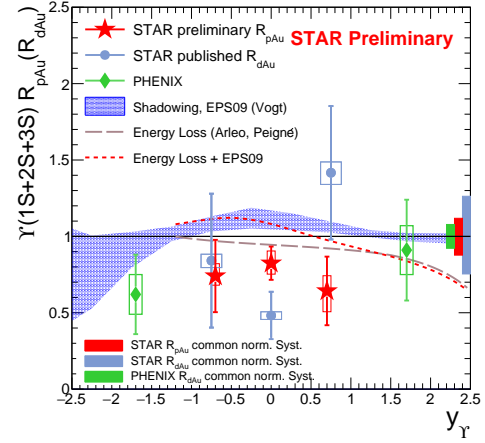 Υ(1S+2S+3S) R_pAu(R_dAu)
2.5
2
1.5
1
0.5
0
STAR preliminary R_pAu
STAR Preliminary
STAR published R_dAu
PHENIX
Shadowing, EPS09 (Vogt)
Energy Loss (Arleo, Peigné)
Energy Loss + EPS09
STAR R_pAu common norm. Syst.
STAR R_dAu common norm. Syst.
PHENIX R_dAu common norm. Syst.
−2.5 −2 −1.5 −1 −0.5 0 0.5 1 1.5 2 2.5
y_Υ